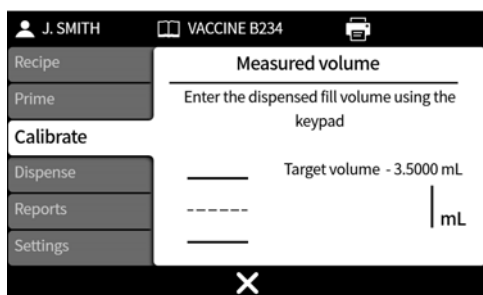 J. SMITH VACCINE B234
Recipe
Prime
Calibrate
Dispense
Reports
Settings
Measured volume
Enter the dispensed fill volume using the
keypad
Target volume - 3.5000 mL
mL